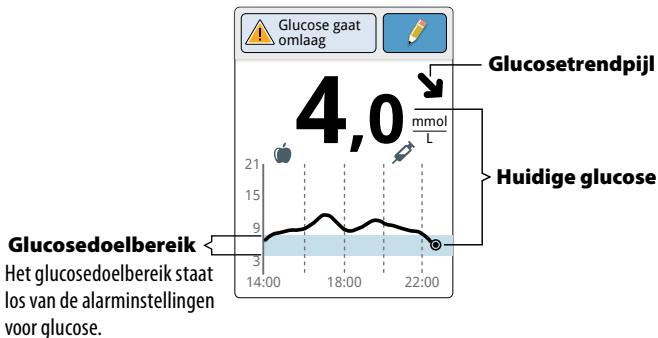 Glucose gaat
omlaag
Glucosetrendpijl
4,0
mmol
L
Huidige glucose
21
15
9
3
14:00 18:00 22:00
Glucosedoelbereik
Het glucosedoelbereik staat
los van de alarminstellingen
voor glucose.